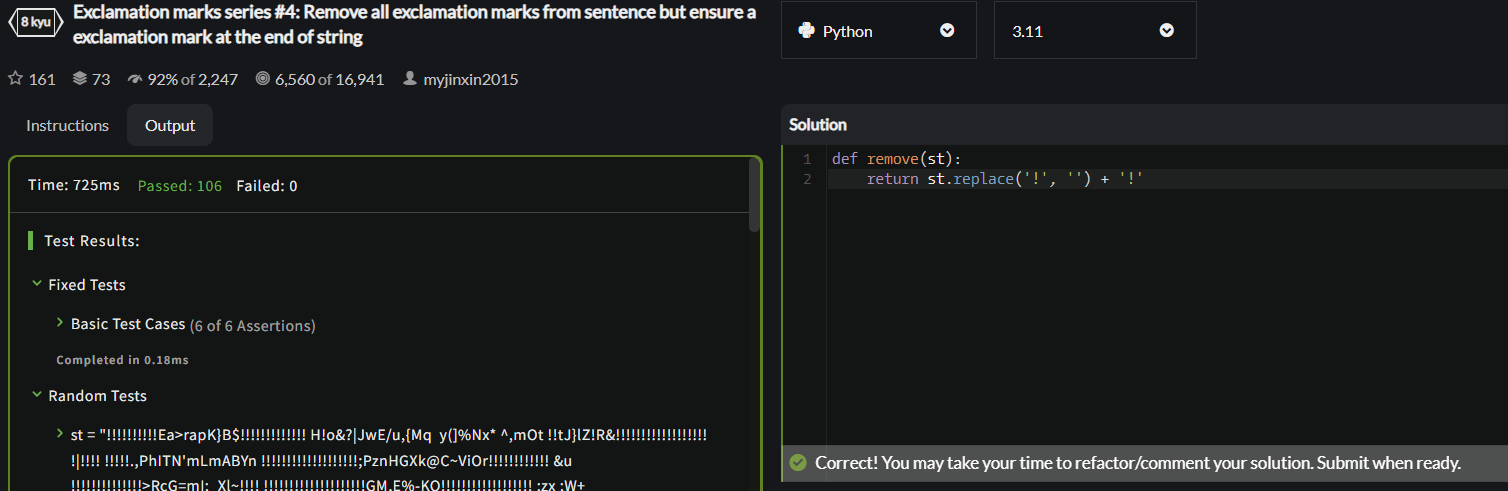 8 kyu
Exclamation marks series #4: Remove all exclamation marks from sentence but ensure a
exclamation mark at the end of string
161 73 92% of 2,247 6,560 of 16,941 myjinxin2015
Instructions Output
Time: 725ms Passed: 106 Failed: 0
Test Results:
Fixed Tests
Basic Test Cases (6 of 6 Assertions)
Completed in 0.18ms
Random Tests
st = "!!!!!!!!!!Ea>rapK}B$!!!!!!!!!!!!! H!o&?|JwE/u,{Mq y(]%Nx* ^,mOt !!tJ}lZ!R&!!!!!!!!!!!!!!!!!!
!|!!!! !!!!!.,PhITN'mLmABYn !!!!!!!!!!!!!!!!!!!;PznHGXk@C~ViOr!!!!!!!!!!!! &u
Python
3.11
Solution
1 def remove(st):
2 return st.replace('!', '') + '!'
Correct! You may take your time to refactor/comment your solution. Submit when ready.